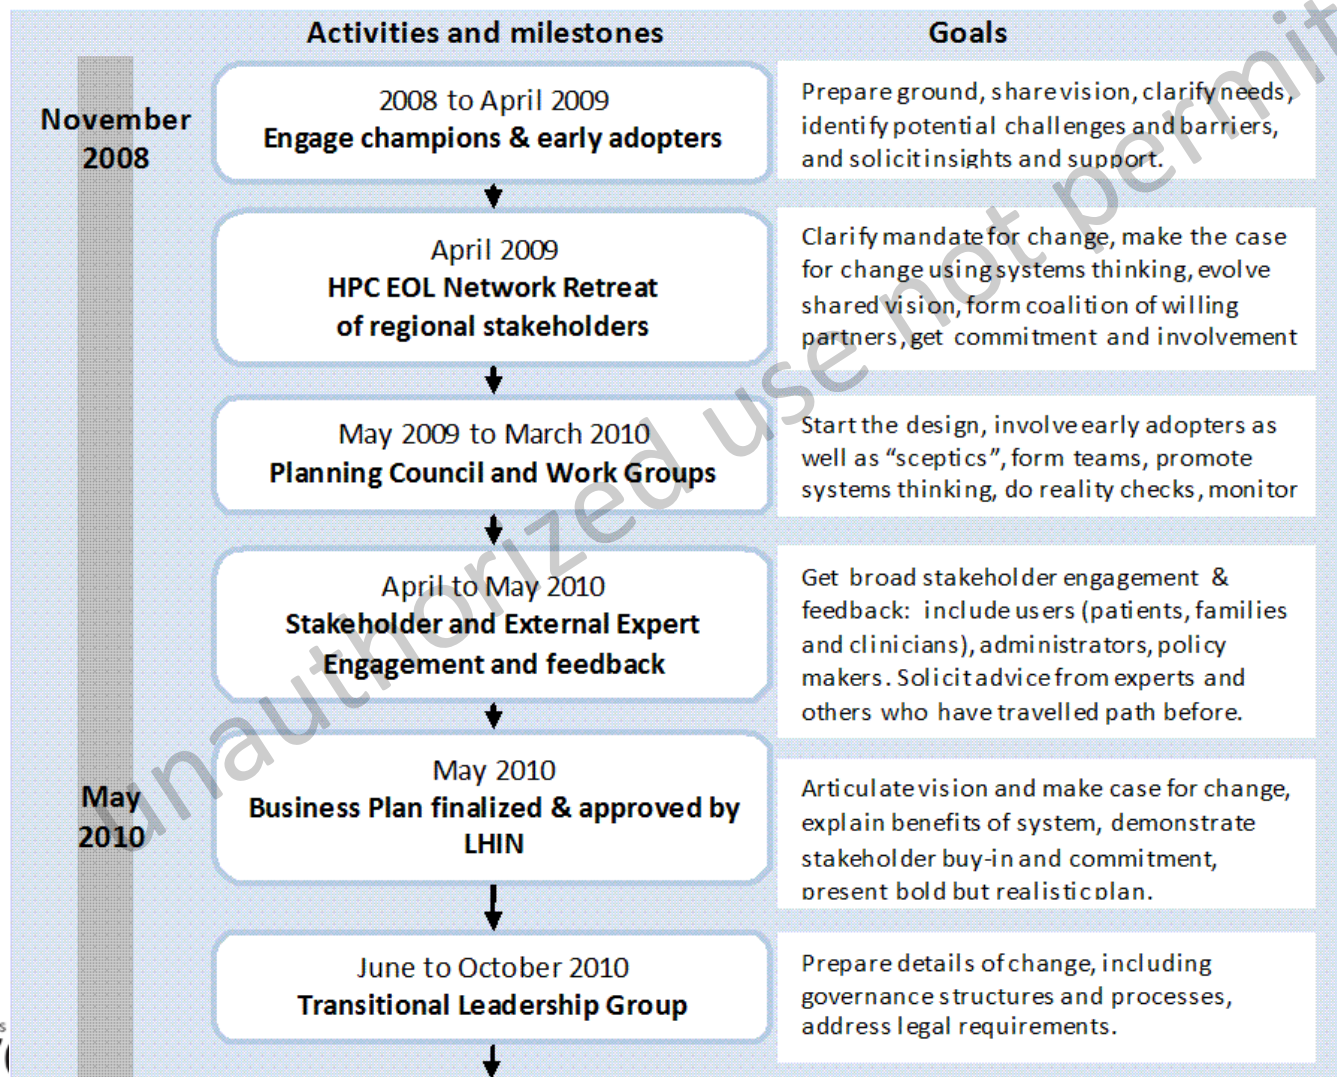 Activities and milestones
Goals
November
2008
2008 to April 2009
Engage champions & early adopters
Prepare ground, share vision, clarify needs,
identify potential challenges and barriers,
and solicit insights and support.
April 2009
HPC EOL Network Retreat
of regional stakeholders
Clarify mandate for change, make the case
for change using systems thinking, evolve
shared vision, form coalition of willing
partners, get commitment and involvement
May 2009 to March 2010
Planning Council and Work Groups
Start the design, involve early adopters as
well as “sceptics”, form teams, promote
systems thinking, do reality checks, monitor
April to May 2010
Stakeholder and External Expert
Engagement and feedback
Get broad stakeholder engagement &
feedback: include users (patients, families
and clinicians), administrators, policy
makers. Solicit advice from experts and
others who have travelled path before.
May
2010
May 2010
Business Plan finalized & approved by
LHIN
Articulate vision and make case for change,
explain benefits of system, demonstrate
stakeholder buy-in and commitment,
present bold but realistic plan.
June to October 2010
Transitional Leadership Group
Prepare details of change, including
governance structures and processes,
address legal requirements.
unauthorized use not permit